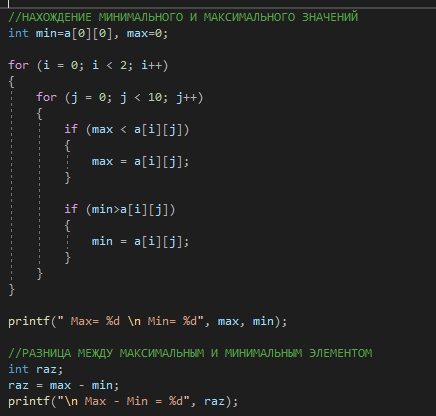 //НАХОЖДЕНИЕ МИНИМАЛЬНОГО И МАКСИМАЛЬНОГО ЗНАЧЕНИЙ
int min=a[0][0], max=0;
for (i = 0; i < 2; i++)
{
for (j = 0; j < 10; j++)
{
if (max < a[i][j])
{
max = a[i][j];
}
if (min>a[i][j])
{
min = a[i][j];
}
}
}
printf(" Max= %d \n Min= %d", max, min);
//РАЗНИЦА МЕЖДУ МАКСИМАЛЬНЫМ И МИНИМАЛЬНЫМ ЭЛЕМЕНТОМ
int raz;
raz = max - min;
printf("\n Max - Min = %d", raz);